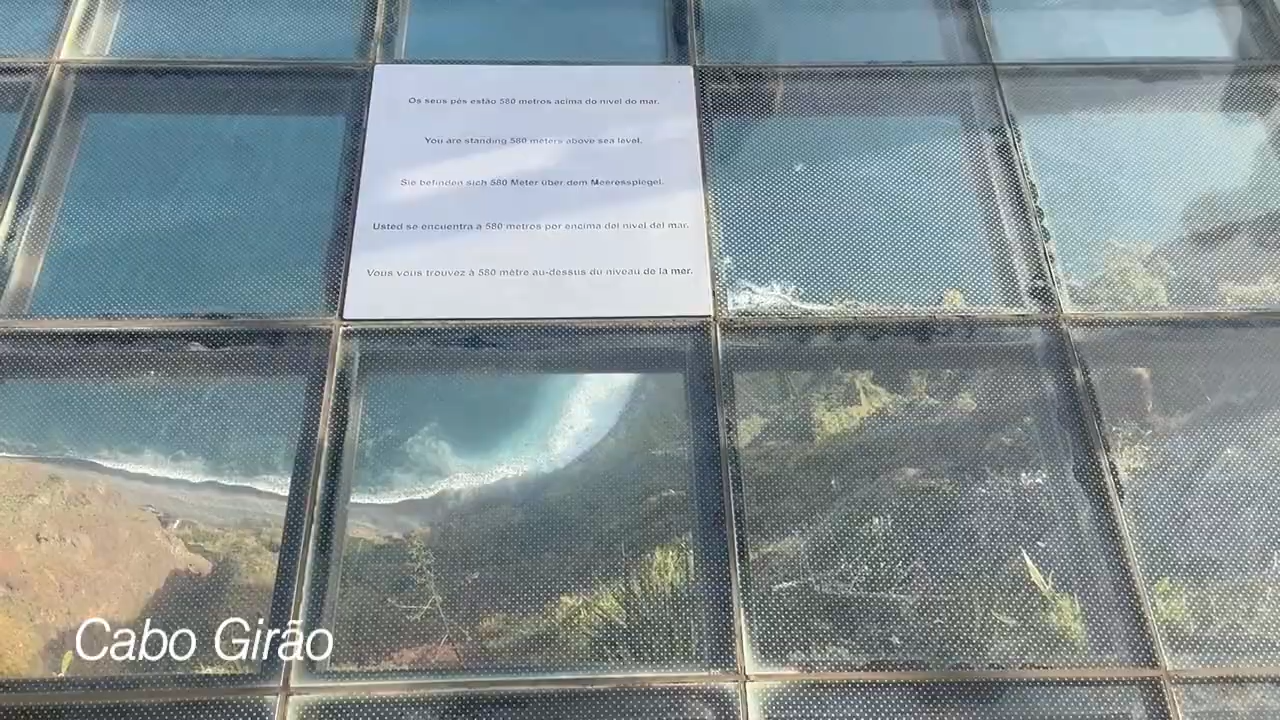 Os seus pés estão 580 metros acima do nível do mar.
You are standing 580 meters above sea level.
Sie befinden sich 580 Meter über dem Meeresspiegel.
Usted se encuentra a 580 metros por encima del nivel del mar.
Vous vous trouvez à 580 mètre au-dessus du niveau de la mer.
Cabo Girão